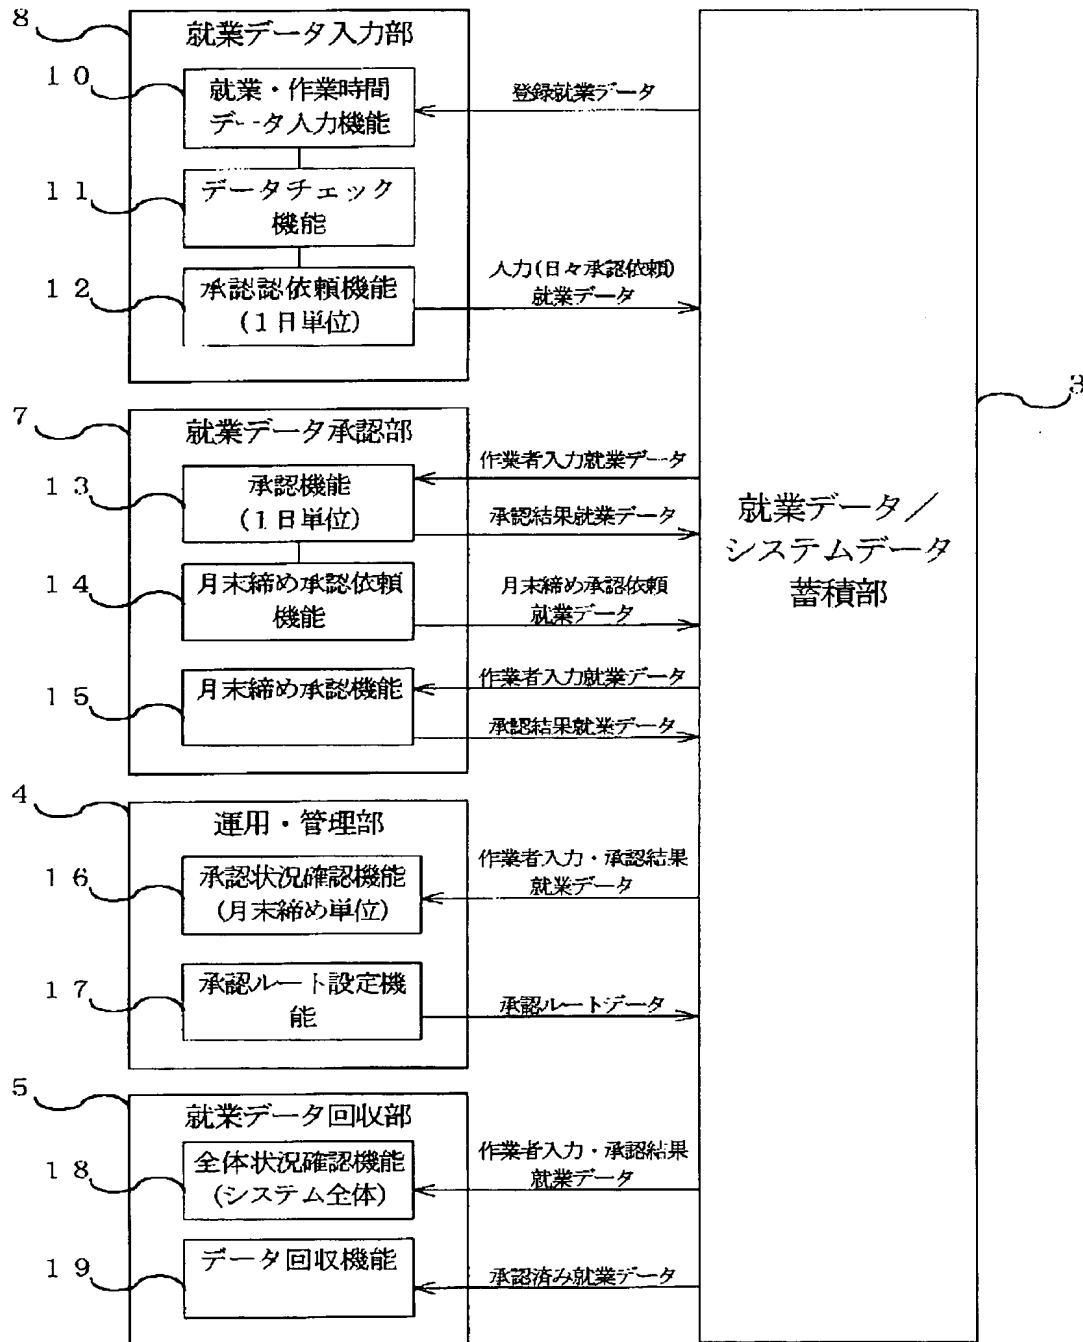 8
就業データ入力部
10
就業・作業時間
データ入力機能
登録就業データ
11
データチェック
機能
12
承認認依頼機能
(1日単位)
入力(日々承認依頼)
就業データ
3
7
就業データ承認部
13
承認機能
(1日単位)
作業者入力就業データ
承認結果就業データ
14
月末締め承認依頼
機能
月末締め承認依頼
就業データ
15
月末締め承認機能
作業者入力就業データ
承認結果就業データ
就業データ/
システムデータ
蓄積部
4
運用・管理部
16
承認状況確認機能
(月末締め単位)
作業者入力・承認結果
就業データ
17
承認ルート設定機
能
承認ルートデータ
5
就業データ回収部
18
全体状況確認機能
(システム全体)
作業者入力・承認結果
就業データ
19
データ回収機能
承認済み就業データ